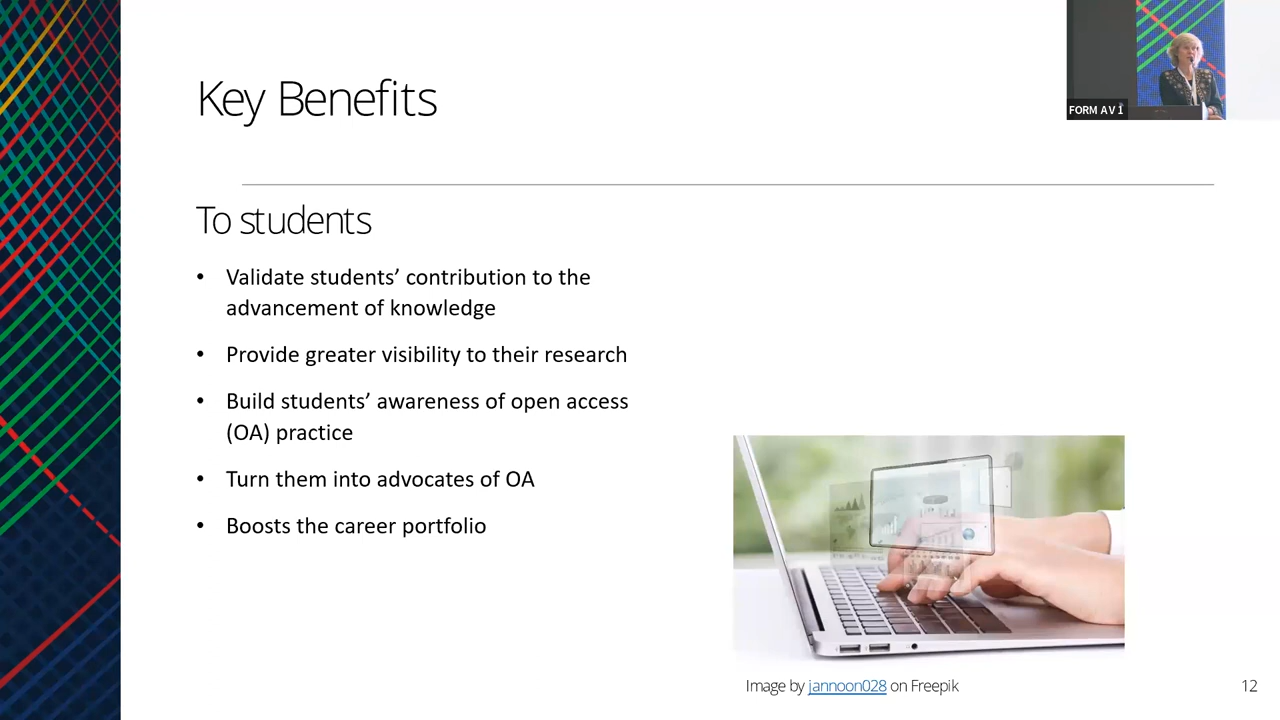 Key Benefits
FORM AV 1
To students
• Validate students’ contribution to the
advancement of knowledge
• Provide greater visibility to their research
• Build students’ awareness of open access
(OA) practice
• Turn them into advocates of OA
• Boosts the career portfolio
Image by jannoon028 on Freepik
12